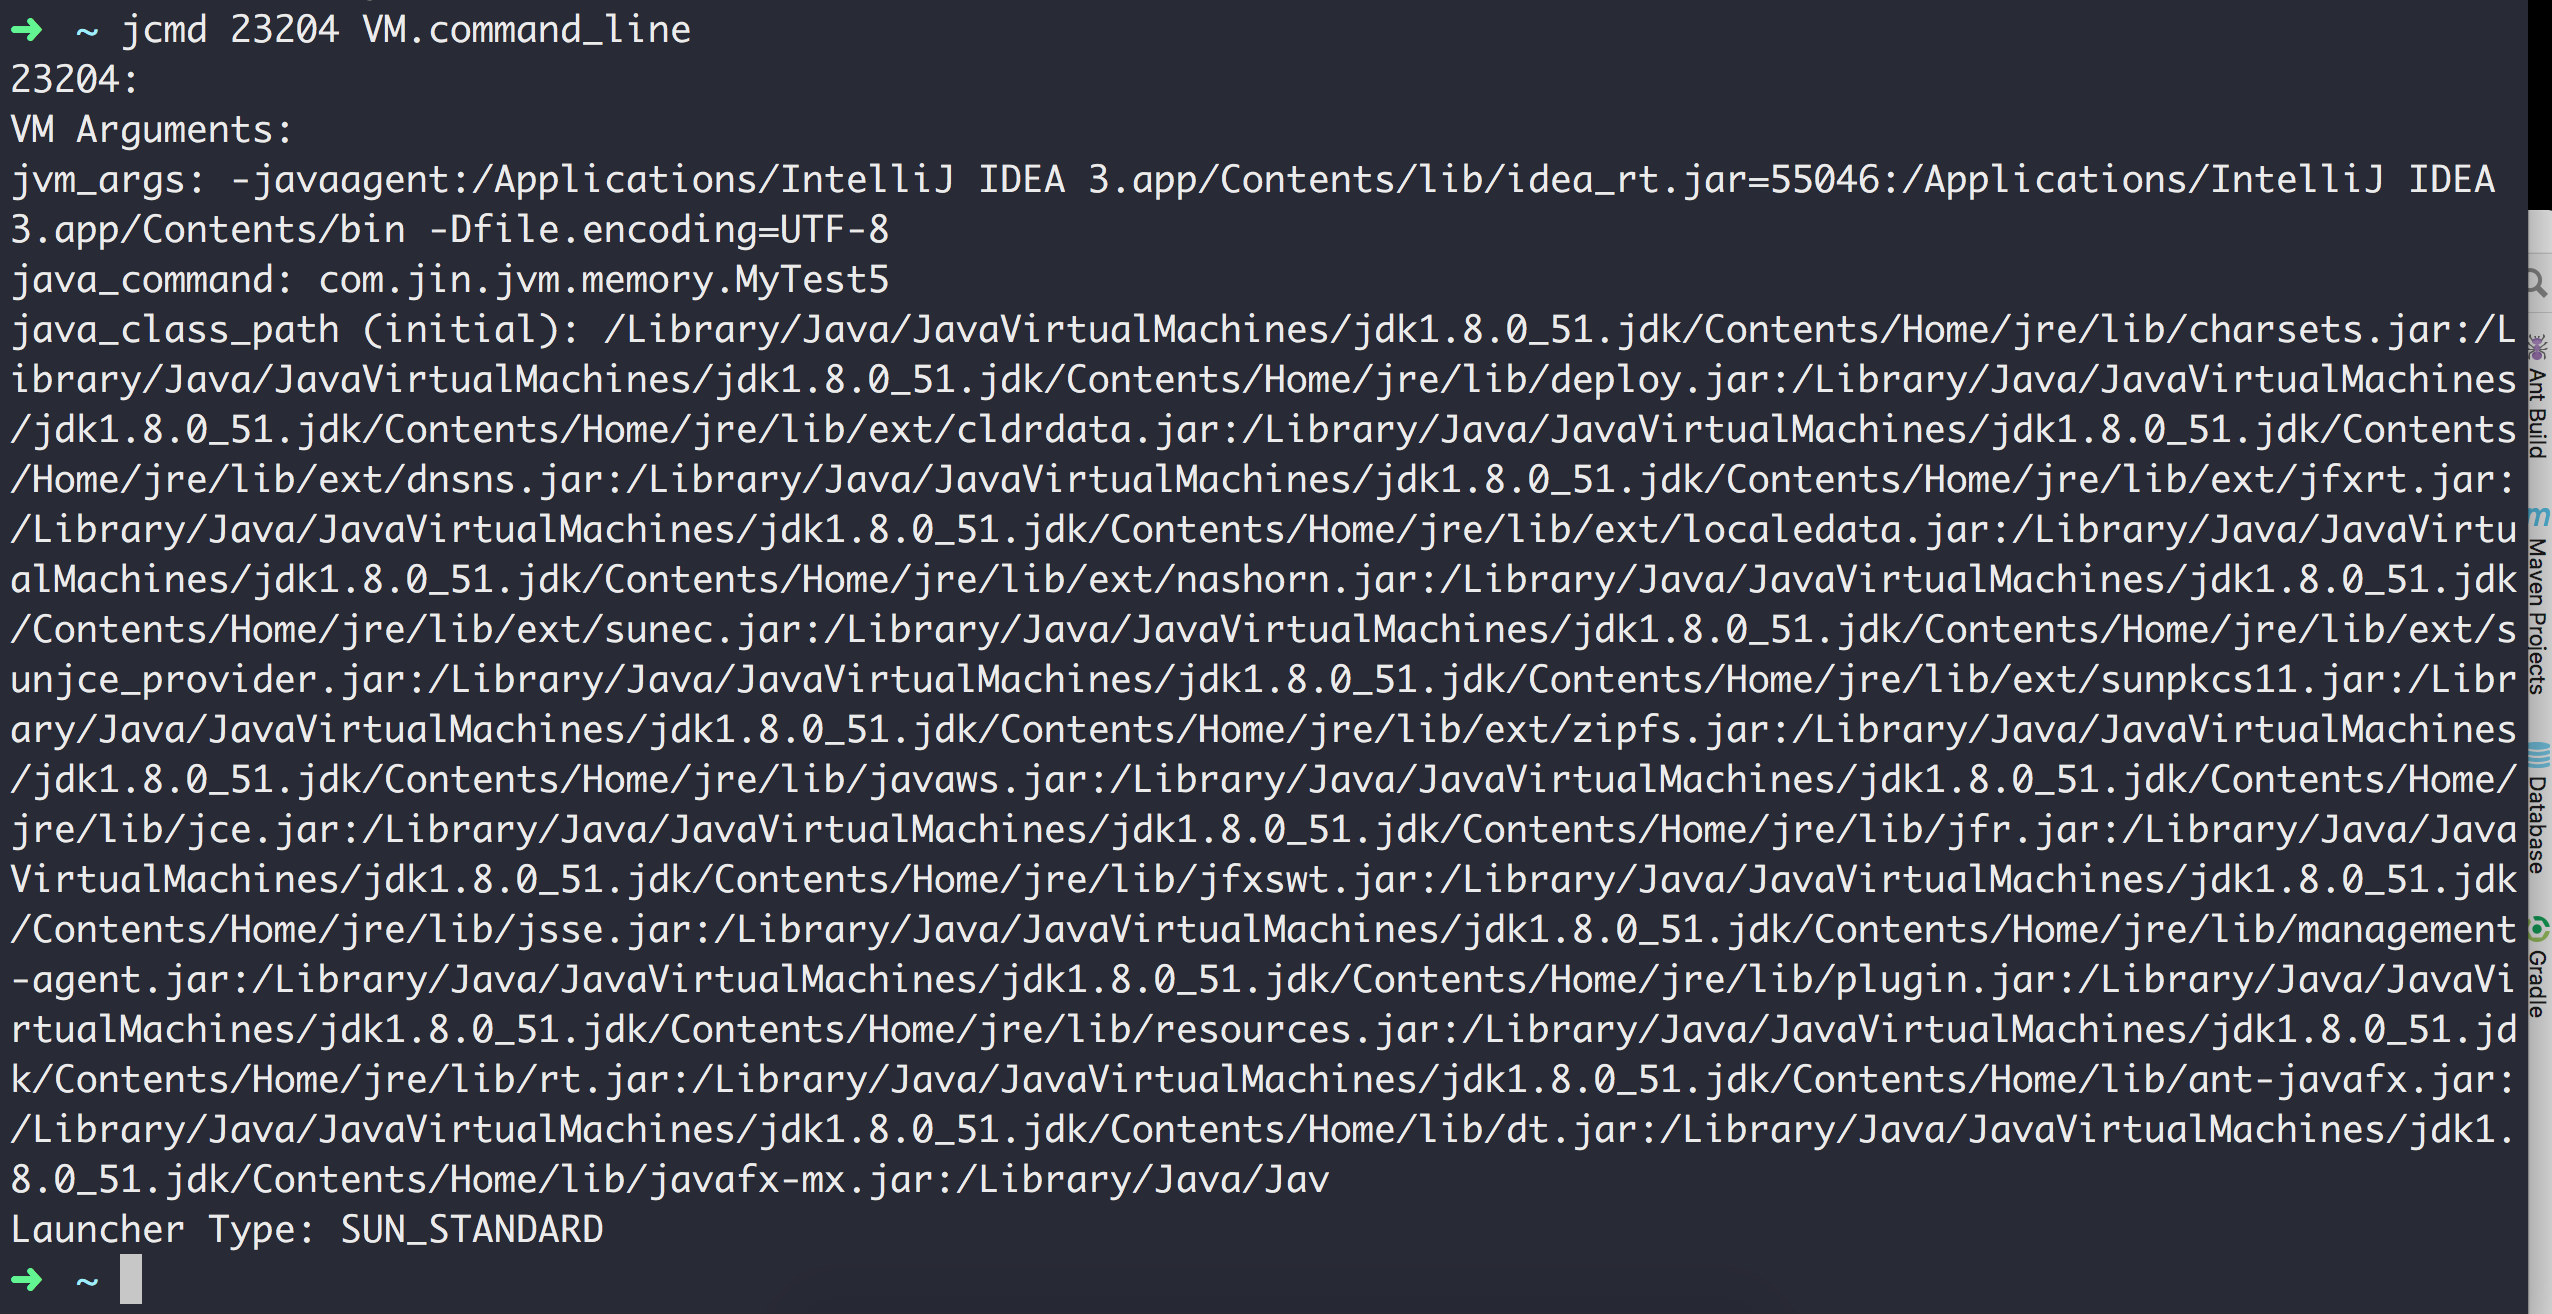 ➜  ~ jcmd 23204 VM.command_line
23204:
VM Arguments:
jvm_args: -javaagent:/Applications/IntelliJ IDEA 3.app/Contents/lib/idea_rt.jar=55046:/Applications/IntelliJ IDEA
3.app/Contents/bin -Dfile.encoding=UTF-8
java_command: com.jin.jvm.memory.MyTest5
java_class_path (initial): /Library/Java/JavaVirtualMachines/jdk1.8.0_51.jdk/Contents/Home/jre/lib/charsets.jar:/L
ibrary/Java/JavaVirtualMachines/jdk1.8.0_51.jdk/Contents/Home/jre/lib/deploy.jar:/Library/Java/JavaVirtualMachines
/jdk1.8.0_51.jdk/Contents/Home/jre/lib/ext/cldrdata.jar:/Library/Java/JavaVirtualMachines/jdk1.8.0_51.jdk/Contents
/Home/jre/lib/ext/dnsns.jar:/Library/Java/JavaVirtualMachines/jdk1.8.0_51.jdk/Contents/Home/jre/lib/ext/jfxrt.jar:
/Library/Java/JavaVirtualMachines/jdk1.8.0_51.jdk/Contents/Home/jre/lib/ext/localedata.jar:/Library/Java/JavaVirtu
alMachines/jdk1.8.0_51.jdk/Contents/Home/jre/lib/ext/nashorn.jar:/Library/Java/JavaVirtualMachines/jdk1.8.0_51.jdk
/Contents/Home/jre/lib/ext/sunec.jar:/Library/Java/JavaVirtualMachines/jdk1.8.0_51.jdk/Contents/Home/jre/lib/ext/s
unjce_provider.jar:/Library/Java/JavaVirtualMachines/jdk1.8.0_51.jdk/Contents/Home/jre/lib/ext/sunpkcs11.jar:/Libr
ary/Java/JavaVirtualMachines/jdk1.8.0_51.jdk/Contents/Home/jre/lib/ext/zipfs.jar:/Library/Java/JavaVirtualMachines
/jdk1.8.0_51.jdk/Contents/Home/jre/lib/javaws.jar:/Library/Java/JavaVirtualMachines/jdk1.8.0_51.jdk/Contents/Home/
jre/lib/jce.jar:/Library/Java/JavaVirtualMachines/jdk1.8.0_51.jdk/Contents/Home/jre/lib/jfr.jar:/Library/Java/Java
VirtualMachines/jdk1.8.0_51.jdk/Contents/Home/jre/lib/jfxswt.jar:/Library/Java/JavaVirtualMachines/jdk1.8.0_51.jdk
/Contents/Home/jre/lib/jsse.jar:/Library/Java/JavaVirtualMachines/jdk1.8.0_51.jdk/Contents/Home/jre/lib/management
-agent.jar:/Library/Java/JavaVirtualMachines/jdk1.8.0_51.jdk/Contents/Home/jre/lib/plugin.jar:/Library/Java/JavaVi
rtualMachines/jdk1.8.0_51.jdk/Contents/Home/jre/lib/resources.jar:/Library/Java/JavaVirtualMachines/jdk1.8.0_51.jd
k/Contents/Home/jre/lib/rt.jar:/Library/Java/JavaVirtualMachines/jdk1.8.0_51.jdk/Contents/Home/lib/ant-javafx.jar:
/Library/Java/JavaVirtualMachines/jdk1.8.0_51.jdk/Contents/Home/lib/dt.jar:/Library/Java/JavaVirtualMachines/jdk1.
8.0_51.jdk/Contents/Home/lib/javafx-mx.jar:/Library/Java/Jav
Launcher Type: SUN_STANDARD
➜  ~
Ant Build
m Maven Projects
Database
Gradle